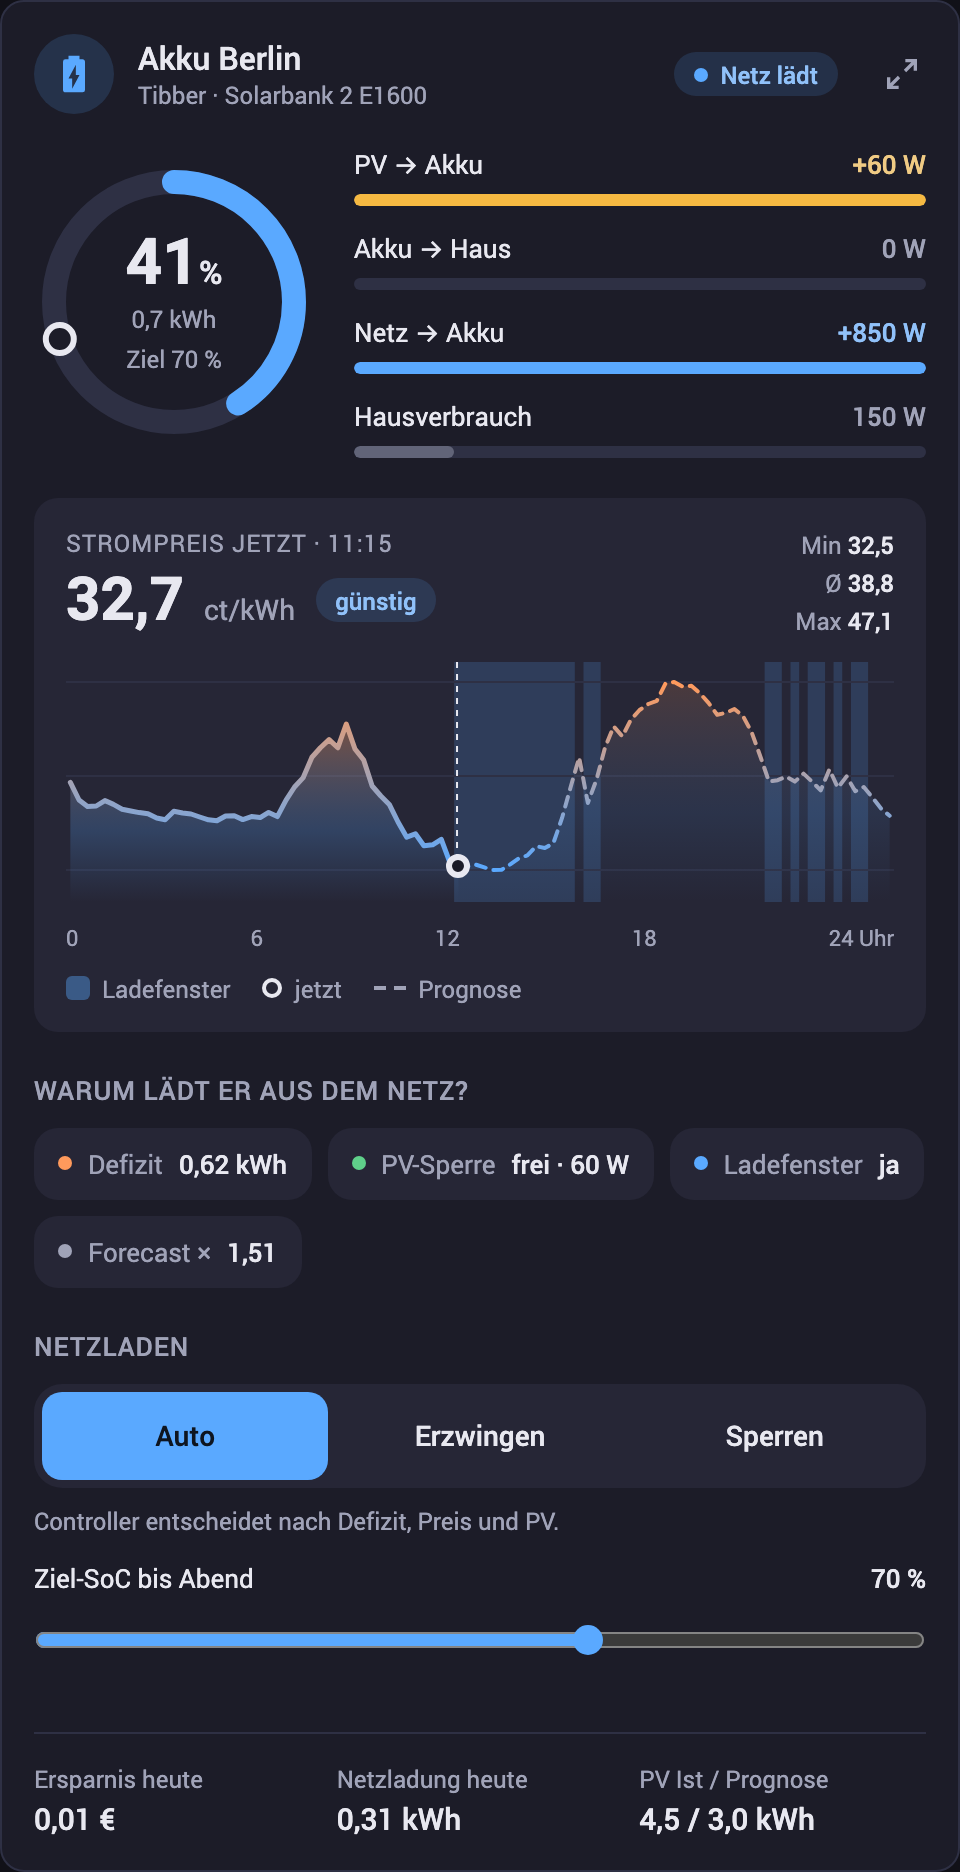 Akku Berlin
Tibber · Solarbank 2 E1600
Netz lädt
41%
0,7 kWh
Ziel 70 %
PV → Akku +60 W
Akku → Haus 0 W
Netz → Akku +850 W
Hausverbrauch 150 W
STROMPREIS JETZT · 11:15
32,7 ct/kWh günstig
Min 32,5
Ø 38,8
Max 47,1
0 6 12 18 24 Uhr
Ladefenster jetzt Prognose
WARUM LÄDT ER AUS DEM NETZ?
Defizit 0,62 kWh PV-Sperre frei · 60 W Ladefenster ja
Forecast × 1,51
NETZLADEN
Auto Erzwingen Sperren
Controller entscheidet nach Defizit, Preis und PV.
Ziel-SoC bis Abend 70 %
Ersparnis heute Netzladung heute PV Ist / Prognose
0,01 € 0,31 kWh 4,5 / 3,0 kWh